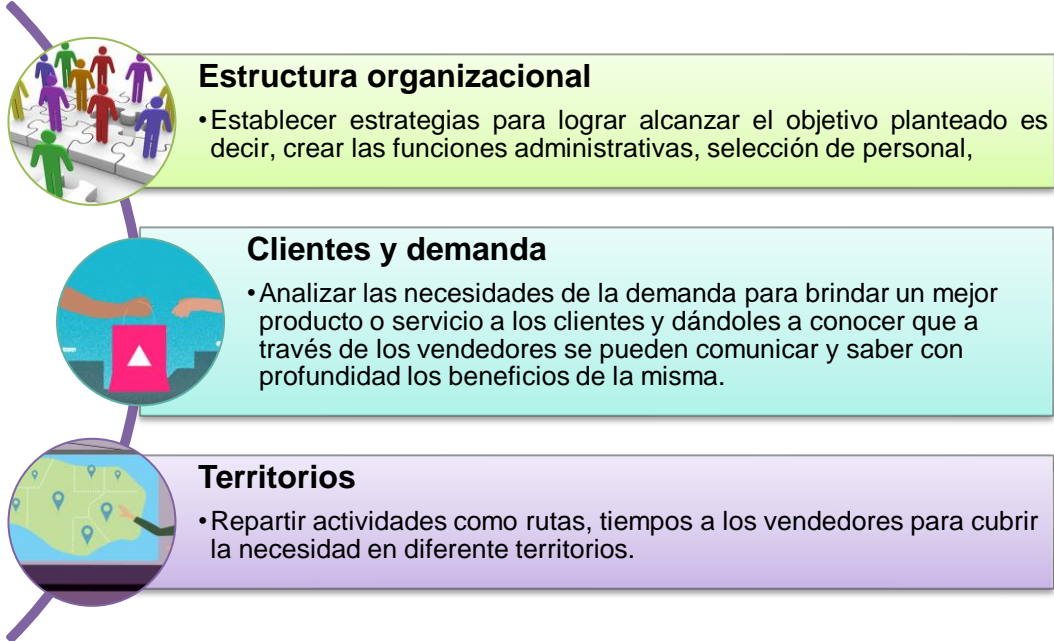 Estructura organizacional
•Establecer estrategias para lograr alcanzar el objetivo planteado es
decir, crear las funciones administrativas, selección de personal,
Clientes y demanda
•Analizar las necesidades de la demanda para brindar un mejor
producto o servicio a los clientes y dándoles a conocer que a
través de los vendedores se pueden comunicar y saber con
profundidad los beneficios de la misma.
Territorios
•Repartir actividades como rutas, tiempos a los vendedores para cubrir
la necesidad en diferente territorios.